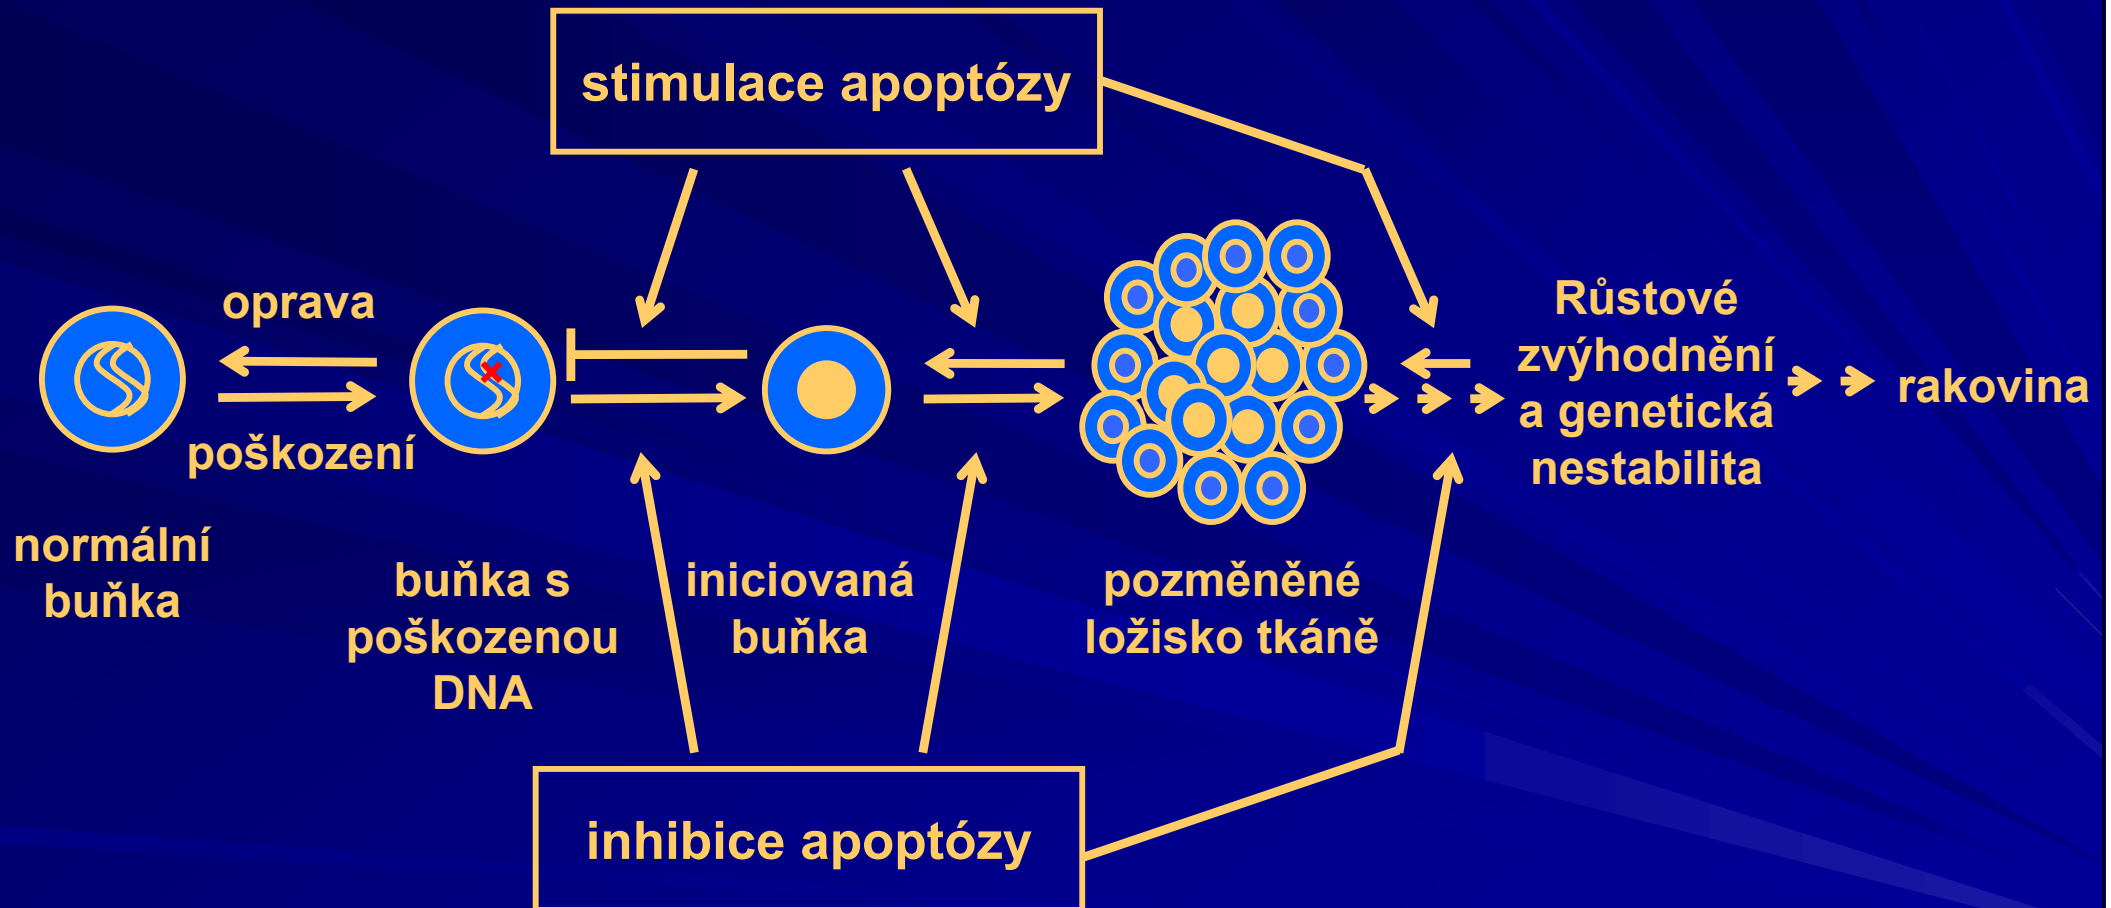 stimulace apoptózy
oprava
poškození
normální
buňka
buňka s
poškozenou
DNA
iniciovaná
buňka
pozměněné
ložisko tkáně
Růstové
zvýhodnění
a genetická
nestabilita
rakovina
inhibice apoptózy